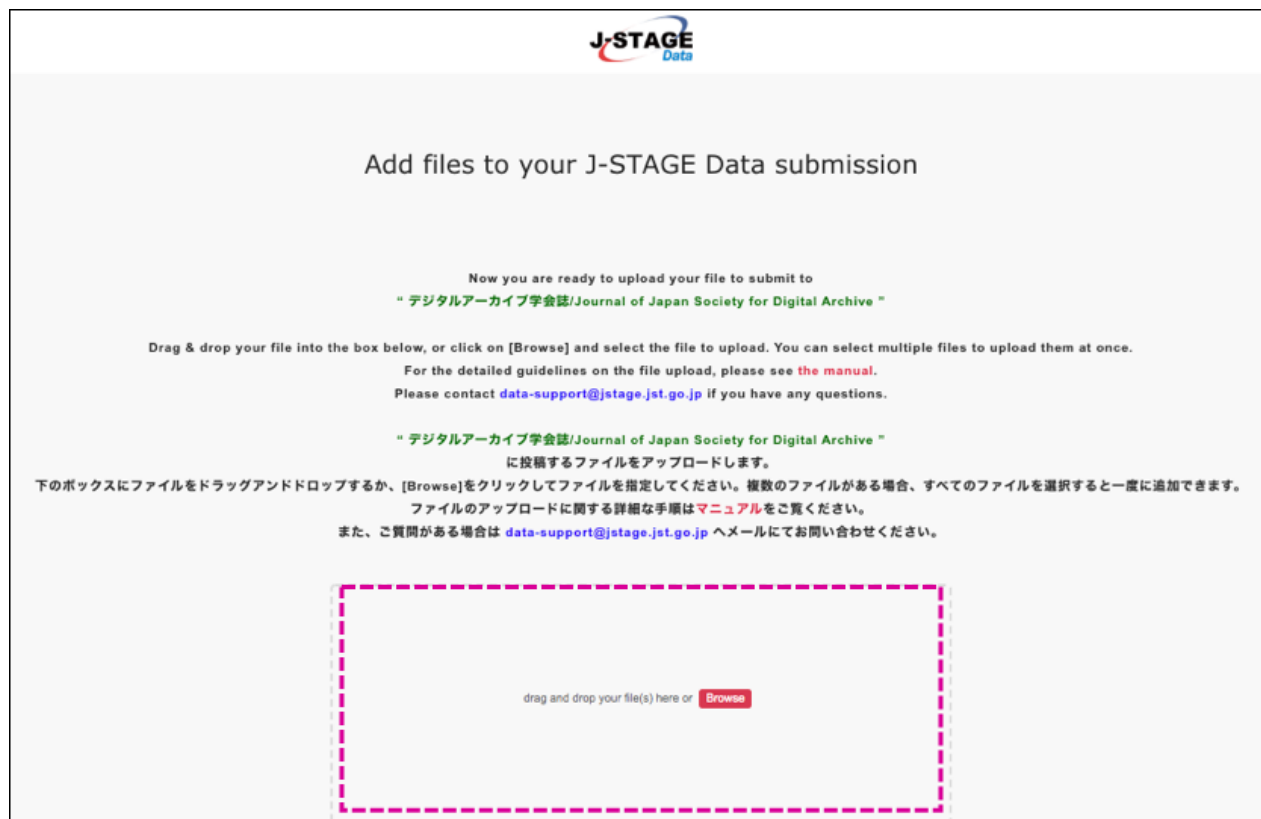 J-STAGE
Data
Add files to your J-STAGE Data submission
Now you are ready to upload your file to submit to
“ デジタルアーカイブ学会誌/Journal of Japan Society for Digital Archive ”
Drag & drop your file into the box below, or click on [Browse] and select the file to upload. You can select multiple files to upload them at once.
For the detailed guidelines on the file upload, please see the manual.
Please contact data-support@jstage.jst.go.jp if you have any questions.
“ デジタルアーカイブ学会誌/Journal of Japan Society for Digital Archive ”
に投稿するファイルをアップロードします。
下のボックスにファイルをドラッグアンドドロップするか、[Browse]をクリックしてファイルを指定してください。複数のファイルがある場合、すべてのファイルを選択すると一度に追加できます。
ファイルのアップロードに関する詳細な手順はマニュアルをご覧ください。
また、ご質問がある場合は data-support@jstage.jst.go.jp へメールにてお問い合わせください。
drag and drop your file(s) here or Browse